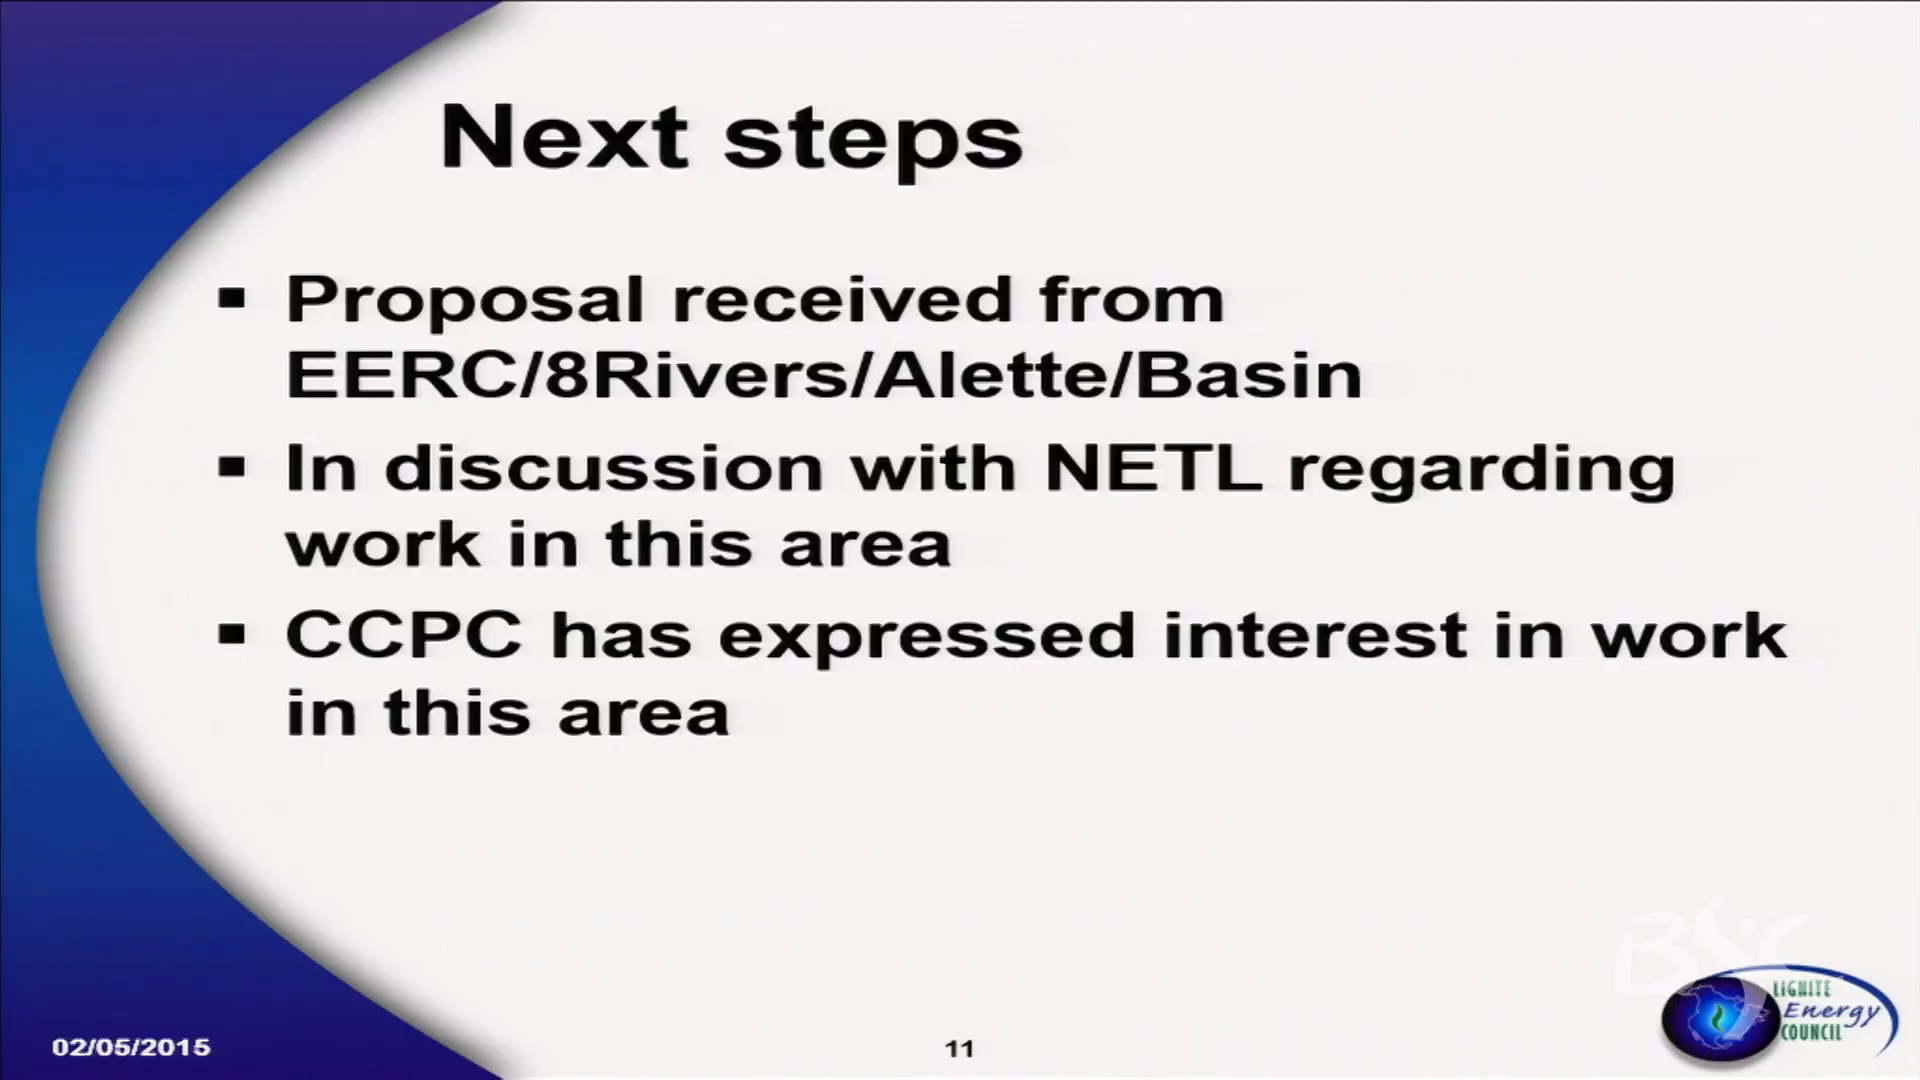 Next steps
▪ Proposal received from
EERC/8Rivers/Alette/Basin
▪ In discussion with NETL regarding
work in this area
▪ CCPC has expressed interest in work
in this area
BSC
LIGNITE
Energy
COUNCIL
02/05/2015
11